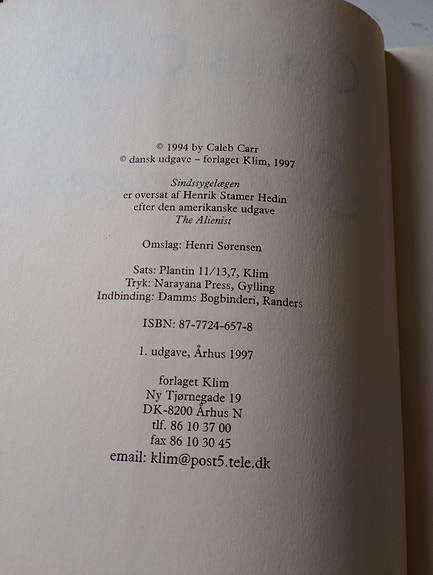 © 1994 by Caleb Carr
© dansk udgave – forlaget Klim, 1997
Sindssygelægen
er oversat af Henrik Stamer Hedin
efter den amerikanske udgave
The Alienist
Omslag: Henri Sørensen
Sats: Plantin 11/13,7, Klim
Tryk: Narayana Press, Gylling
Indbinding: Damms Bogbinderi, Randers
ISBN: 87-7724-657-8
1. udgave, Århus 1997
forlaget Klim
Ny Tjørnegade 19
DK-8200 Århus N
tlf. 86 10 37 00
fax 86 10 30 45
email: klim@post5.tele.dk